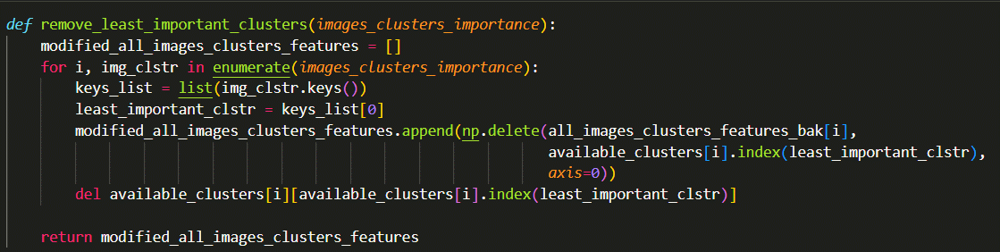 def remove_least_important_clusters(images_clusters_importance):
    modified_all_images_clusters_features = []
    for i, img_clstr in enumerate(images_clusters_importance):
        keys_list = list(img_clstr.keys())
        least_important_clstr = keys_list[0]
        modified_all_images_clusters_features.append(np.delete(all_images_clusters_features_bak[i],
                                                               available_clusters[i].index(least_important_clstr),
                                                               axis=0))
        del available_clusters[i][available_clusters[i].index(least_important_clstr)]
    return modified_all_images_clusters_features